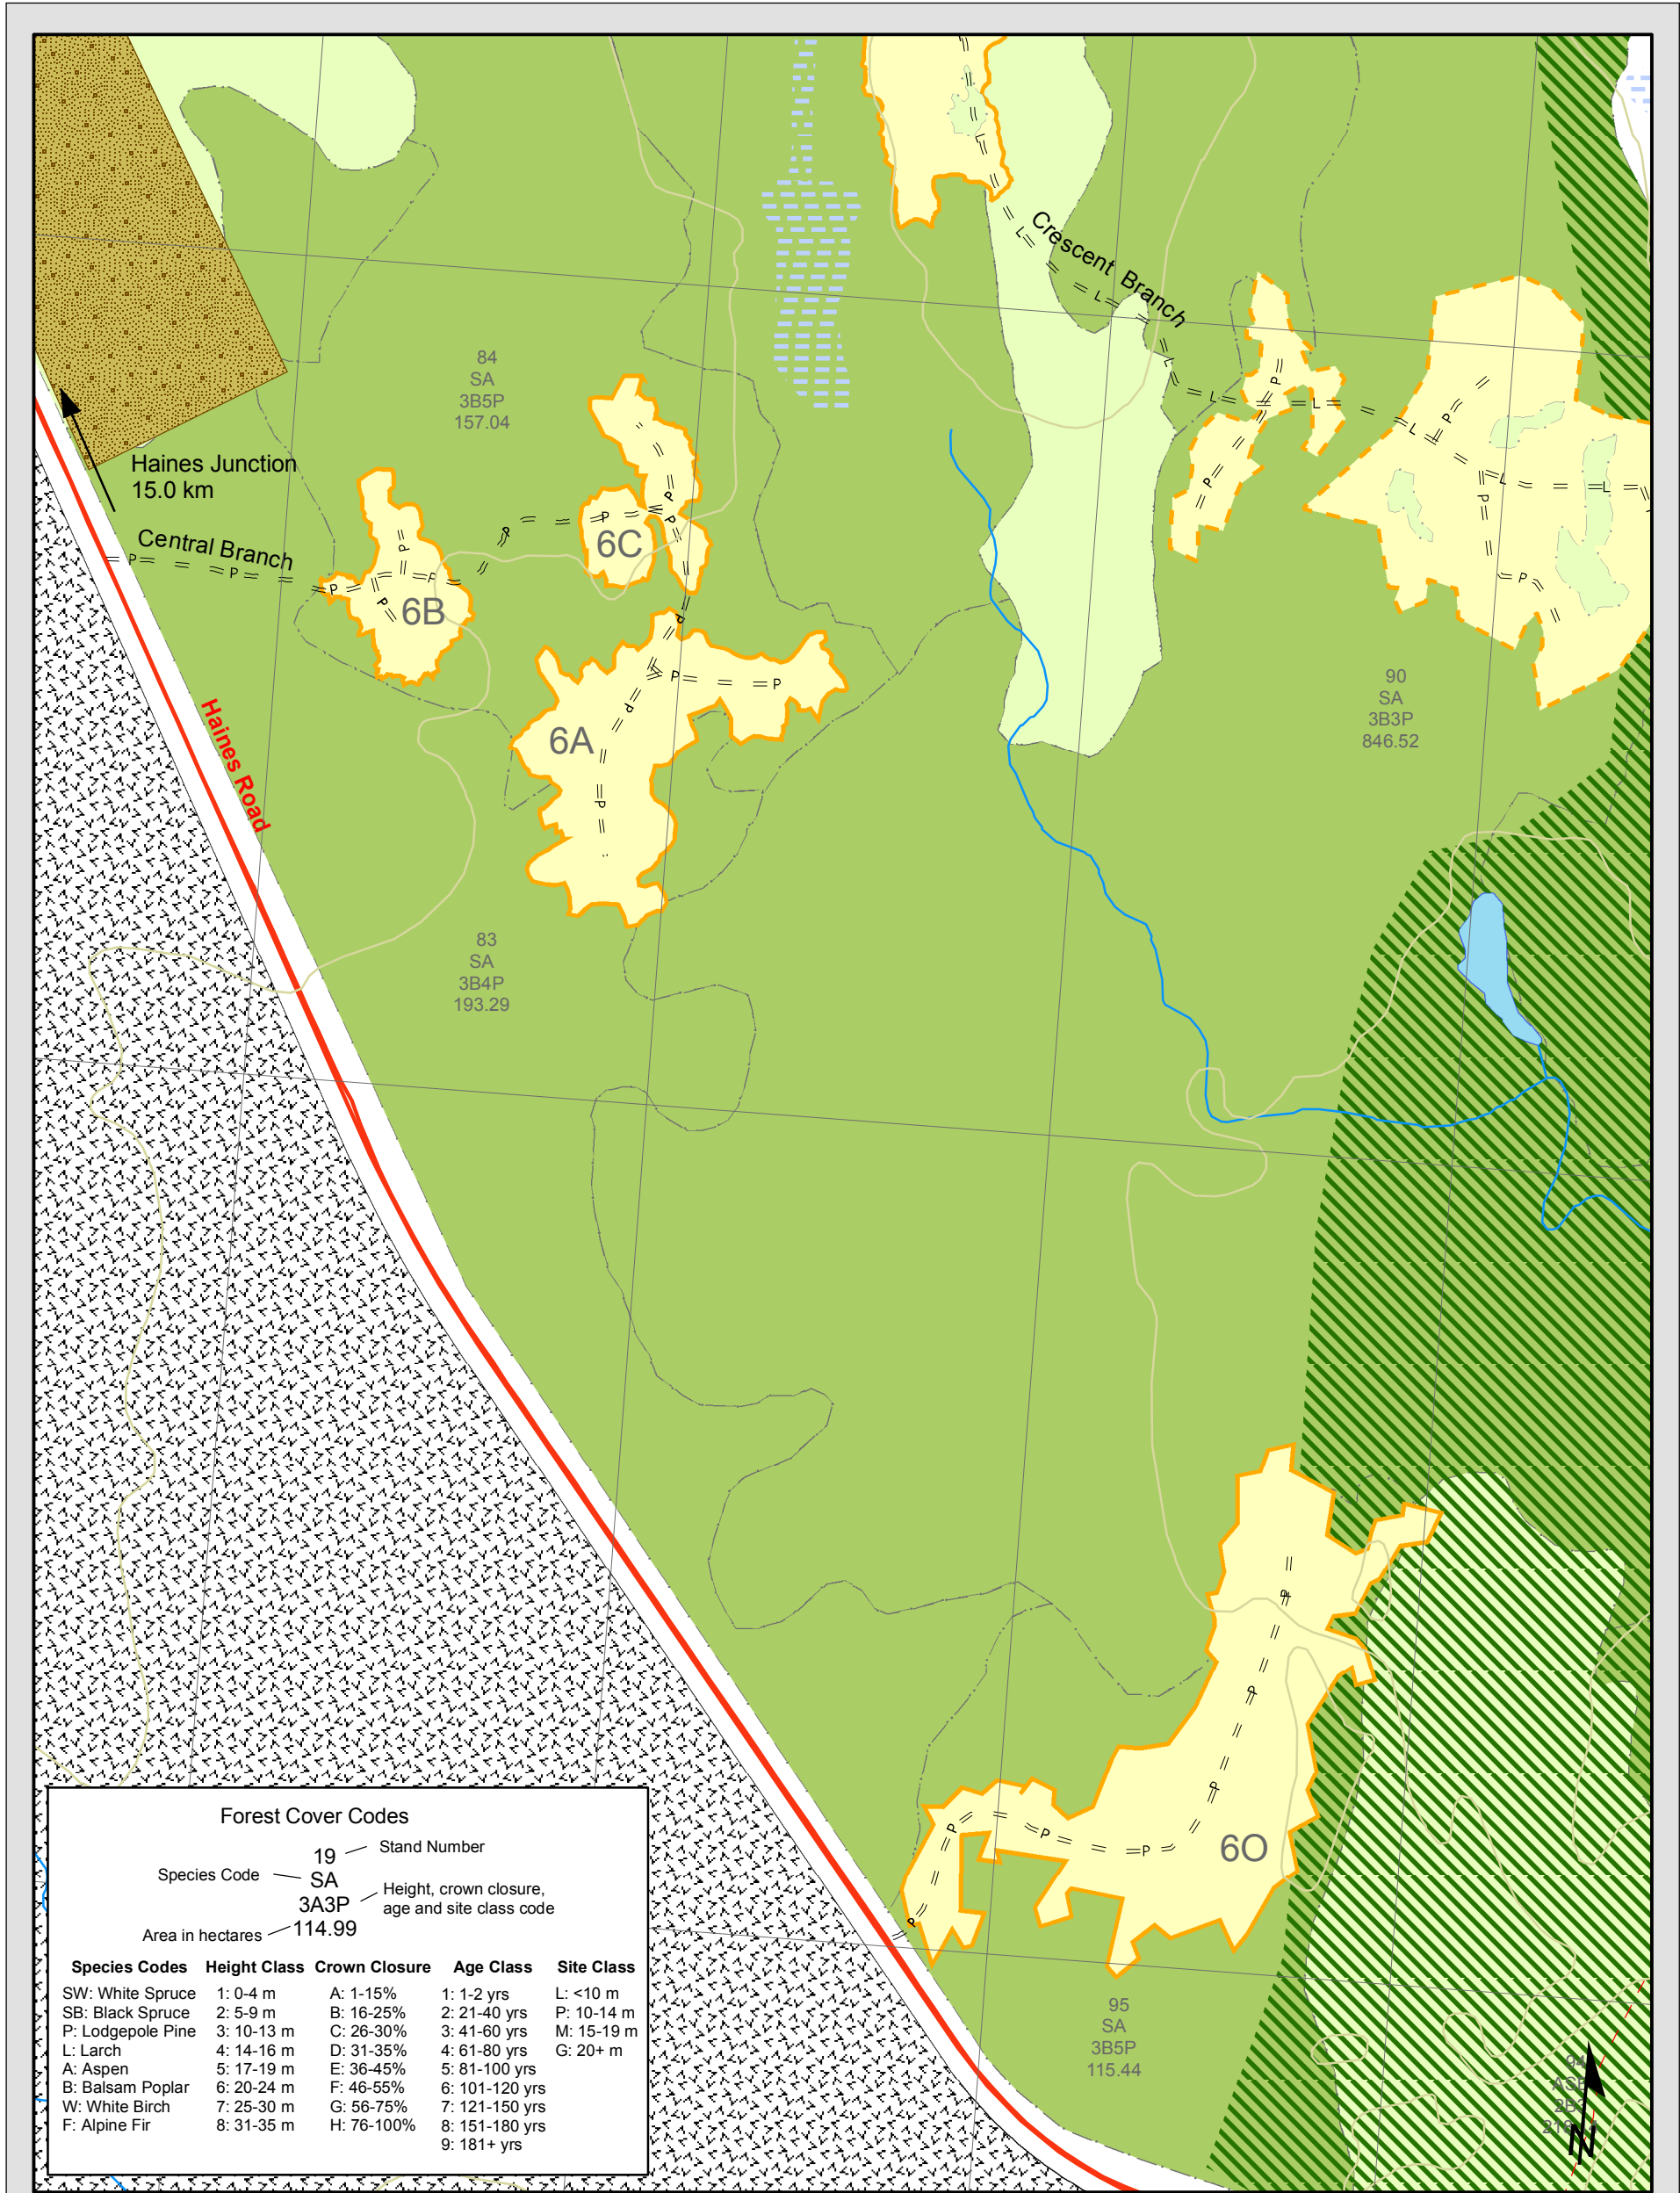 Crescent Branch
84
SA
3B5P
157.04
Haines Junction
15.0 km
Central Branch
6C
6B
6A
90
SA
3B3P
846.52
Haines Road
83
SA
3B4P
193.29
6O
95
SA
3B5P
115.44
N
Forest Cover Codes
19
Stand Number
Species Code
SA
3A3P
Height, crown closure,
age and site class code
Area in hectares
114.99
Species Codes Height Class Crown Closure Age Class Site Class
SW: White Spruce 1: 0-4 m A: 1-15% 1: 1-2 yrs L: <10 m
SB: Black Spruce 2: 5-9 m B: 16-25% 2: 21-40 yrs P: 10-14 m
P: Lodgepole Pine 3: 10-13 m C: 26-30% 3: 41-60 yrs M: 15-19 m
L: Larch 4: 14-16 m D: 31-35% 4: 61-80 yrs G: 20+ m
A: Aspen 5: 17-19 m E: 36-45% 5: 81-100 yrs
B: Balsam Poplar 6: 20-24 m F: 46-55% 6: 101-120 yrs
W: White Birch 7: 25-30 m G: 56-75% 7: 121-150 yrs
F: Alpine Fir 8: 31-35 m H: 76-100% 8: 151-180 yrs
9: 181+ yrs